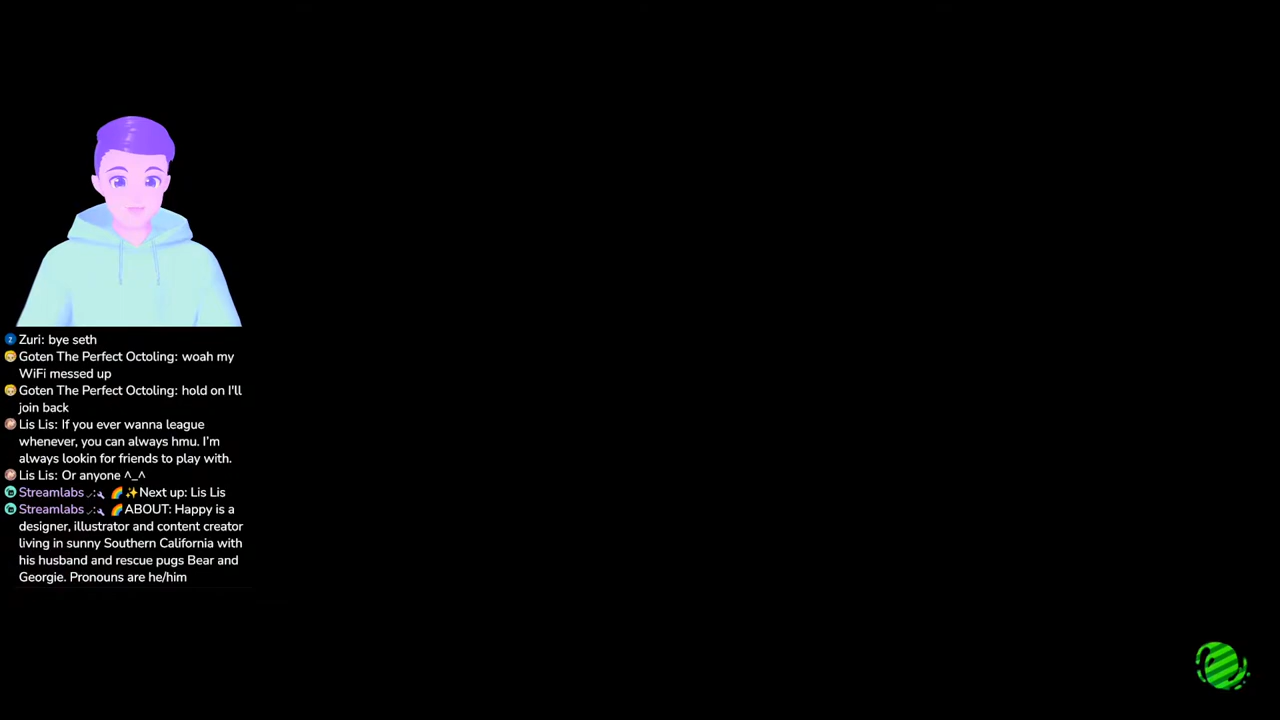 Zuri: bye seth
Goten The Perfect Octoling: woah my
WiFi messed up
Goten The Perfect Octoling: hold on I'll
join back
Lis Lis: If you ever wanna league
whenever, you can always hmu. I'm
always lookin for friends to play with.
Lis Lis: Or anyone ^_^
Streamlabs 🌈✨Next up: Lis Lis
Streamlabs 🌈ABOUT: Happy is a
designer, illustrator and content creator
living in sunny Southern California with
his husband and rescue pugs Bear and
Georgie. Pronouns are he/him